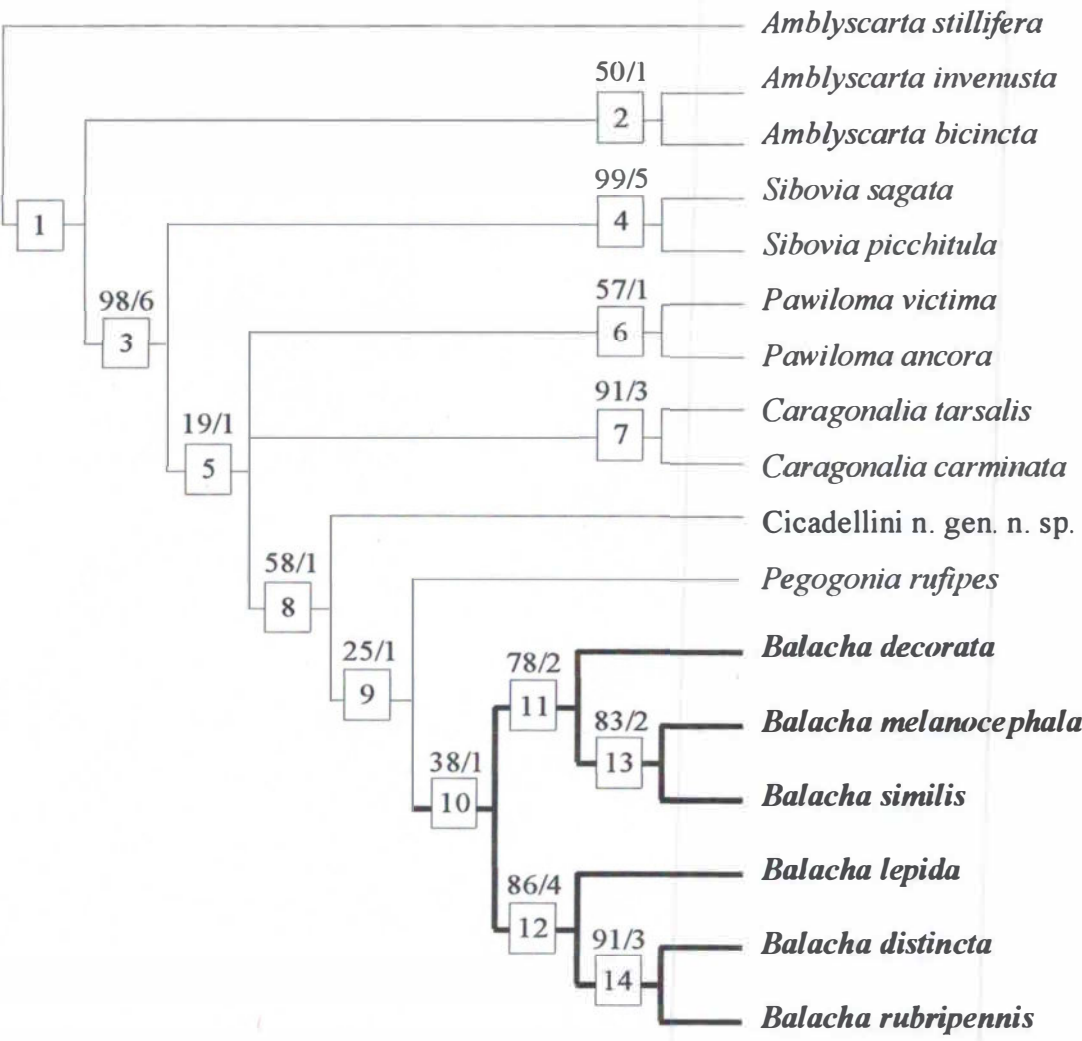 Amblyscarta stillifera
50/1
Amblyscarta invenusta
2
Amblyscarta bicincta
99/5
Sibovia sagata
1
4
Sibovia picchitula
98/6
57/1
Pawiloma victima
3
6
Pawiloma ancora
19/1
91/3
Caragonalia tarsalis
5
7
Caragonalia carminata
Cicadellini n. gen. n. sp.
58/1
8
Pegogonia rufipes
25/1
78/2
Balacha decorata
9
11
83/2
Balacha melanocephala
38/1
13
10
Balacha similis
86/4
Balacha lepida
12
91/3
Balacha distincta
14
Balacha rubripennis